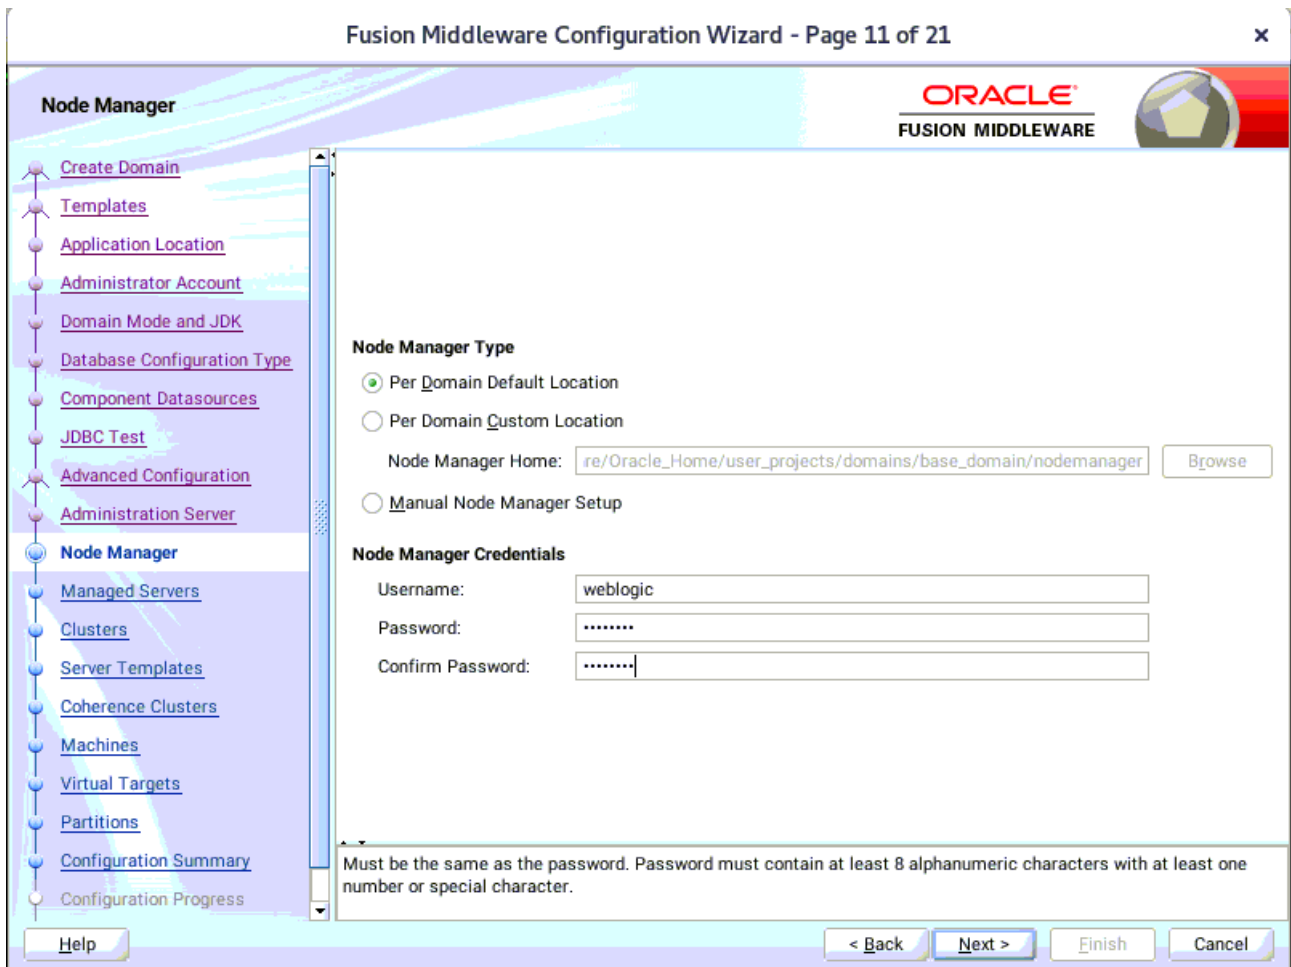 Fusion Middleware Configuration Wizard - Page 11 of 21
Node Manager
ORACLE
FUSION MIDDLEWARE
Create Domain
Templates
Application Location
Administrator Account
Domain Mode and JDK
Database Configuration Type
Component Datasources
JDBC Test
Advanced Configuration
Administration Server
Node Manager
Managed Servers
Clusters
Server Templates
Coherence Clusters
Machines
Virtual Targets
Partitions
Configuration Summary
Configuration Progress
Node Manager Type
Per Domain Default Location
Per Domain Custom Location
Node Manager Home: re/Oracle_Home/user_projects/domains/base_domain/nodemanager Browse
Manual Node Manager Setup
Node Manager Credentials
Username: weblogic
Password: ••••••••
Confirm Password: ••••••••
Must be the same as the password. Password must contain at least 8 alphanumeric characters with at least one
number or special character.
Help < Back Next > Finish Cancel